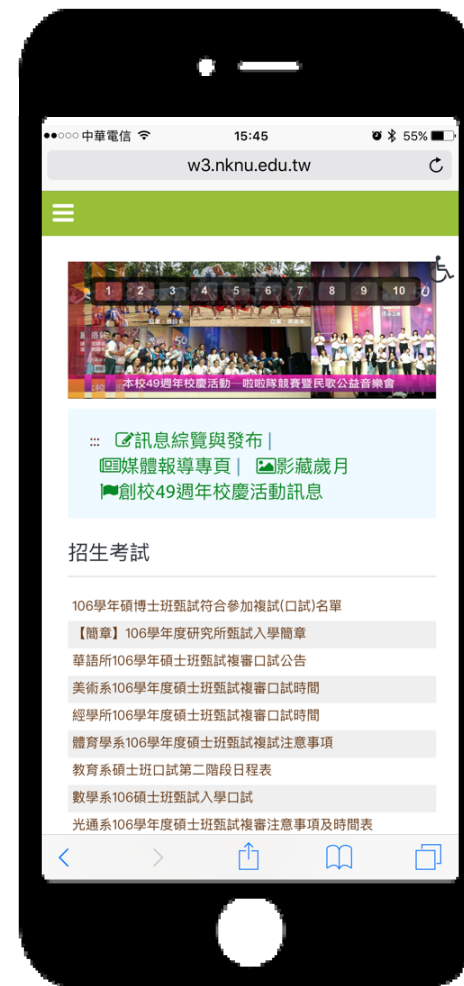 中華電信 15:45 55%
w3.nknu.edu.tw
1 2 3 4 5 6 7 8 9 10
本校49週年校慶活動─啦啦隊競賽暨民歌公益音樂會
::: 訊息綜覽與發布 |
媒體報導專頁 | 影藏歲月
創校49週年校慶活動訊息
招生考試
106學年碩博士班甄試符合參加複試(口試)名單
【簡章】106學年度研究所甄試入學簡章
華語所106學年碩士班甄試複審口試公告
美術系106學年度碩士班甄試複審口試時間
經學所106學年度碩士班甄試複審口試時間
體育學系106學年度碩士班甄試複試注意事項
教育系碩士班口試第二階段日程表
數學系106碩士班甄試入學口試
光通系106學年度碩士班甄試複審注意事項及時間表